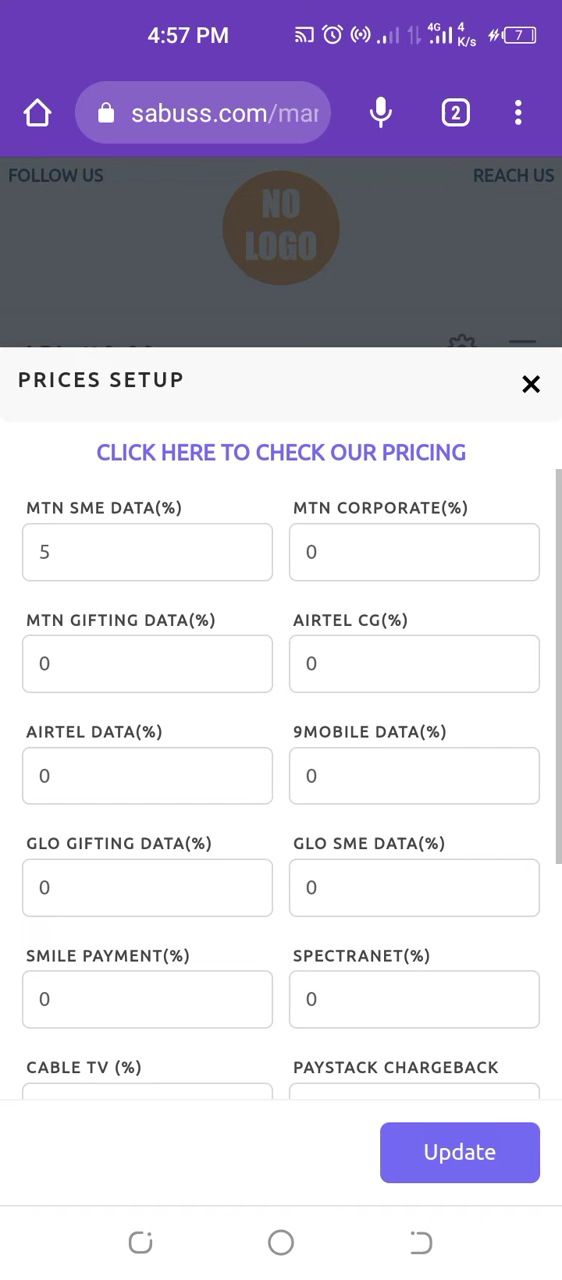 4:57 PM
4G
4
K/s
7
sabuss.com/mar
2
FOLLOW US
NO
LOGO
REACH US
PRICES SETUP
CLICK HERE TO CHECK OUR PRICING
MTN SME DATA(%)
MTN CORPORATE(%)
5
0
MTN GIFTING DATA(%)
AIRTEL CG(%)
0
0
AIRTEL DATA(%)
9MOBILE DATA(%)
0
0
GLO GIFTING DATA(%)
GLO SME DATA(%)
0
0
SMILE PAYMENT(%)
SPECTRANET(%)
0
0
CABLE TV (%)
PAYSTACK CHARGEBACK
Update